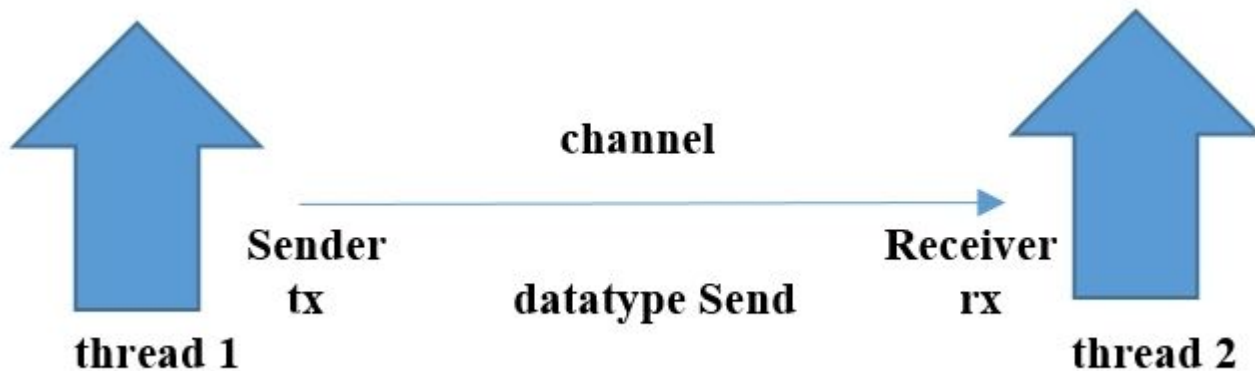 channel
Sender
tx
datatype Send
Receiver
rx
thread 1
thread 2